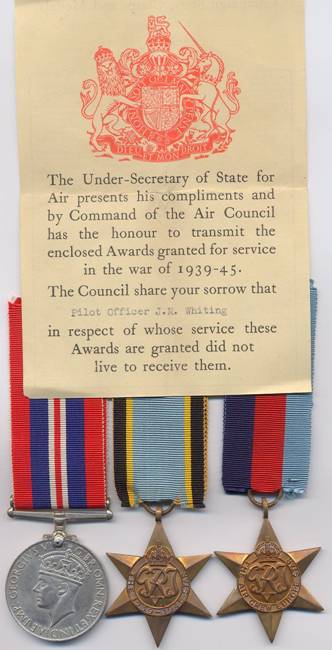 DIEU ET MON DROIT
The Under-Secretary of State for
Air presents his compliments and
by Command of the Air Council
has the honour to transmit the
enclosed Awards granted for service
in the war of 1939-45.
The Council share your sorrow that
Pilot Officer J.M. Whiting
in respect of whose service these
Awards are granted did not
live to receive them.